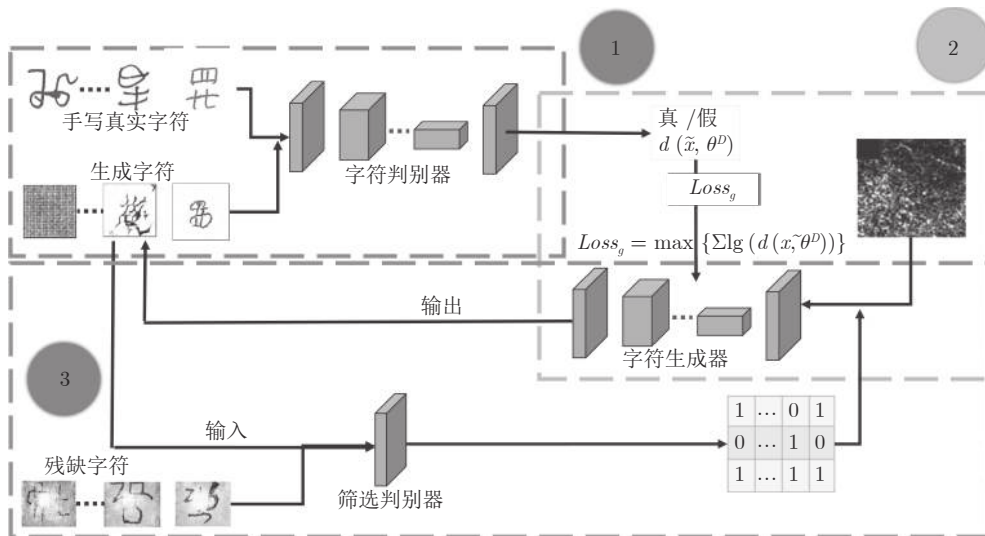 1
2
手写真实字符
生成字符
字符判别器
真 /假
d (x̃, θᴰ)
Loss_g
Loss_g = max {Σlg (d (x,̃θᴰ))}
输出
字符生成器
3
输入
残缺字符
筛选判别器
1 … 0 1
0 … 1 0
1 … 1 1